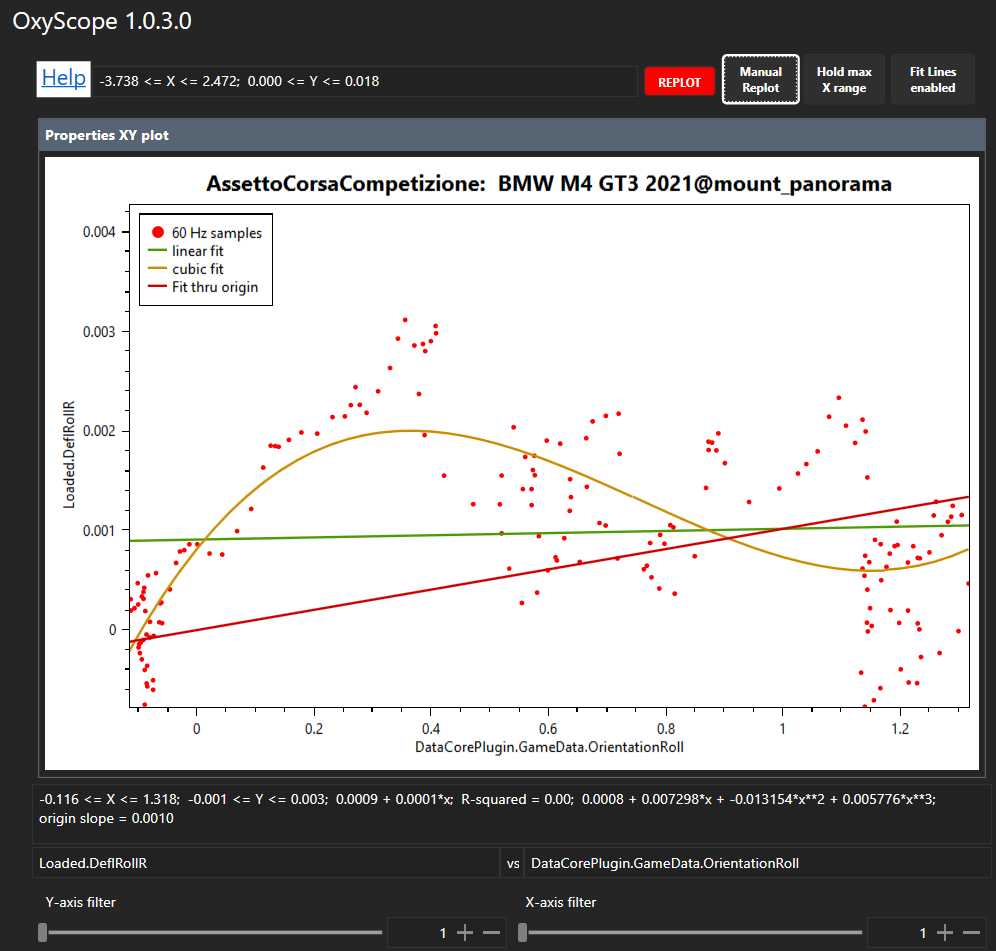 OxyScope 1.0.3.0
Help
-3.738 <= X <= 2.472; 0.000 <= Y <= 0.018
REPLOT
Manual
Replot
Hold max
X range
Fit Lines
enabled
Properties XY plot
AssettoCorsaCompetizione: BMW M4 GT3 2021@mount_panorama
60 Hz samples
linear fit
cubic fit
Fit thru origin
0.004
0.003
0.002
0.001
0
Loaded.DeflRollR
0 0.2 0.4 0.6 0.8 1 1.2
DataCorePlugin.GameData.OrientationRoll
-0.116 <= X <= 1.318; -0.001 <= Y <= 0.003; 0.0009 + 0.0001*x; R-squared = 0.00; 0.0008 + 0.007298*x + -0.013154*x**2 + 0.005776*x**3;
origin slope = 0.0010
Loaded.DeflRollR vs DataCorePlugin.GameData.OrientationRoll
Y-axis filter X-axis filter
1 + − 1 + −